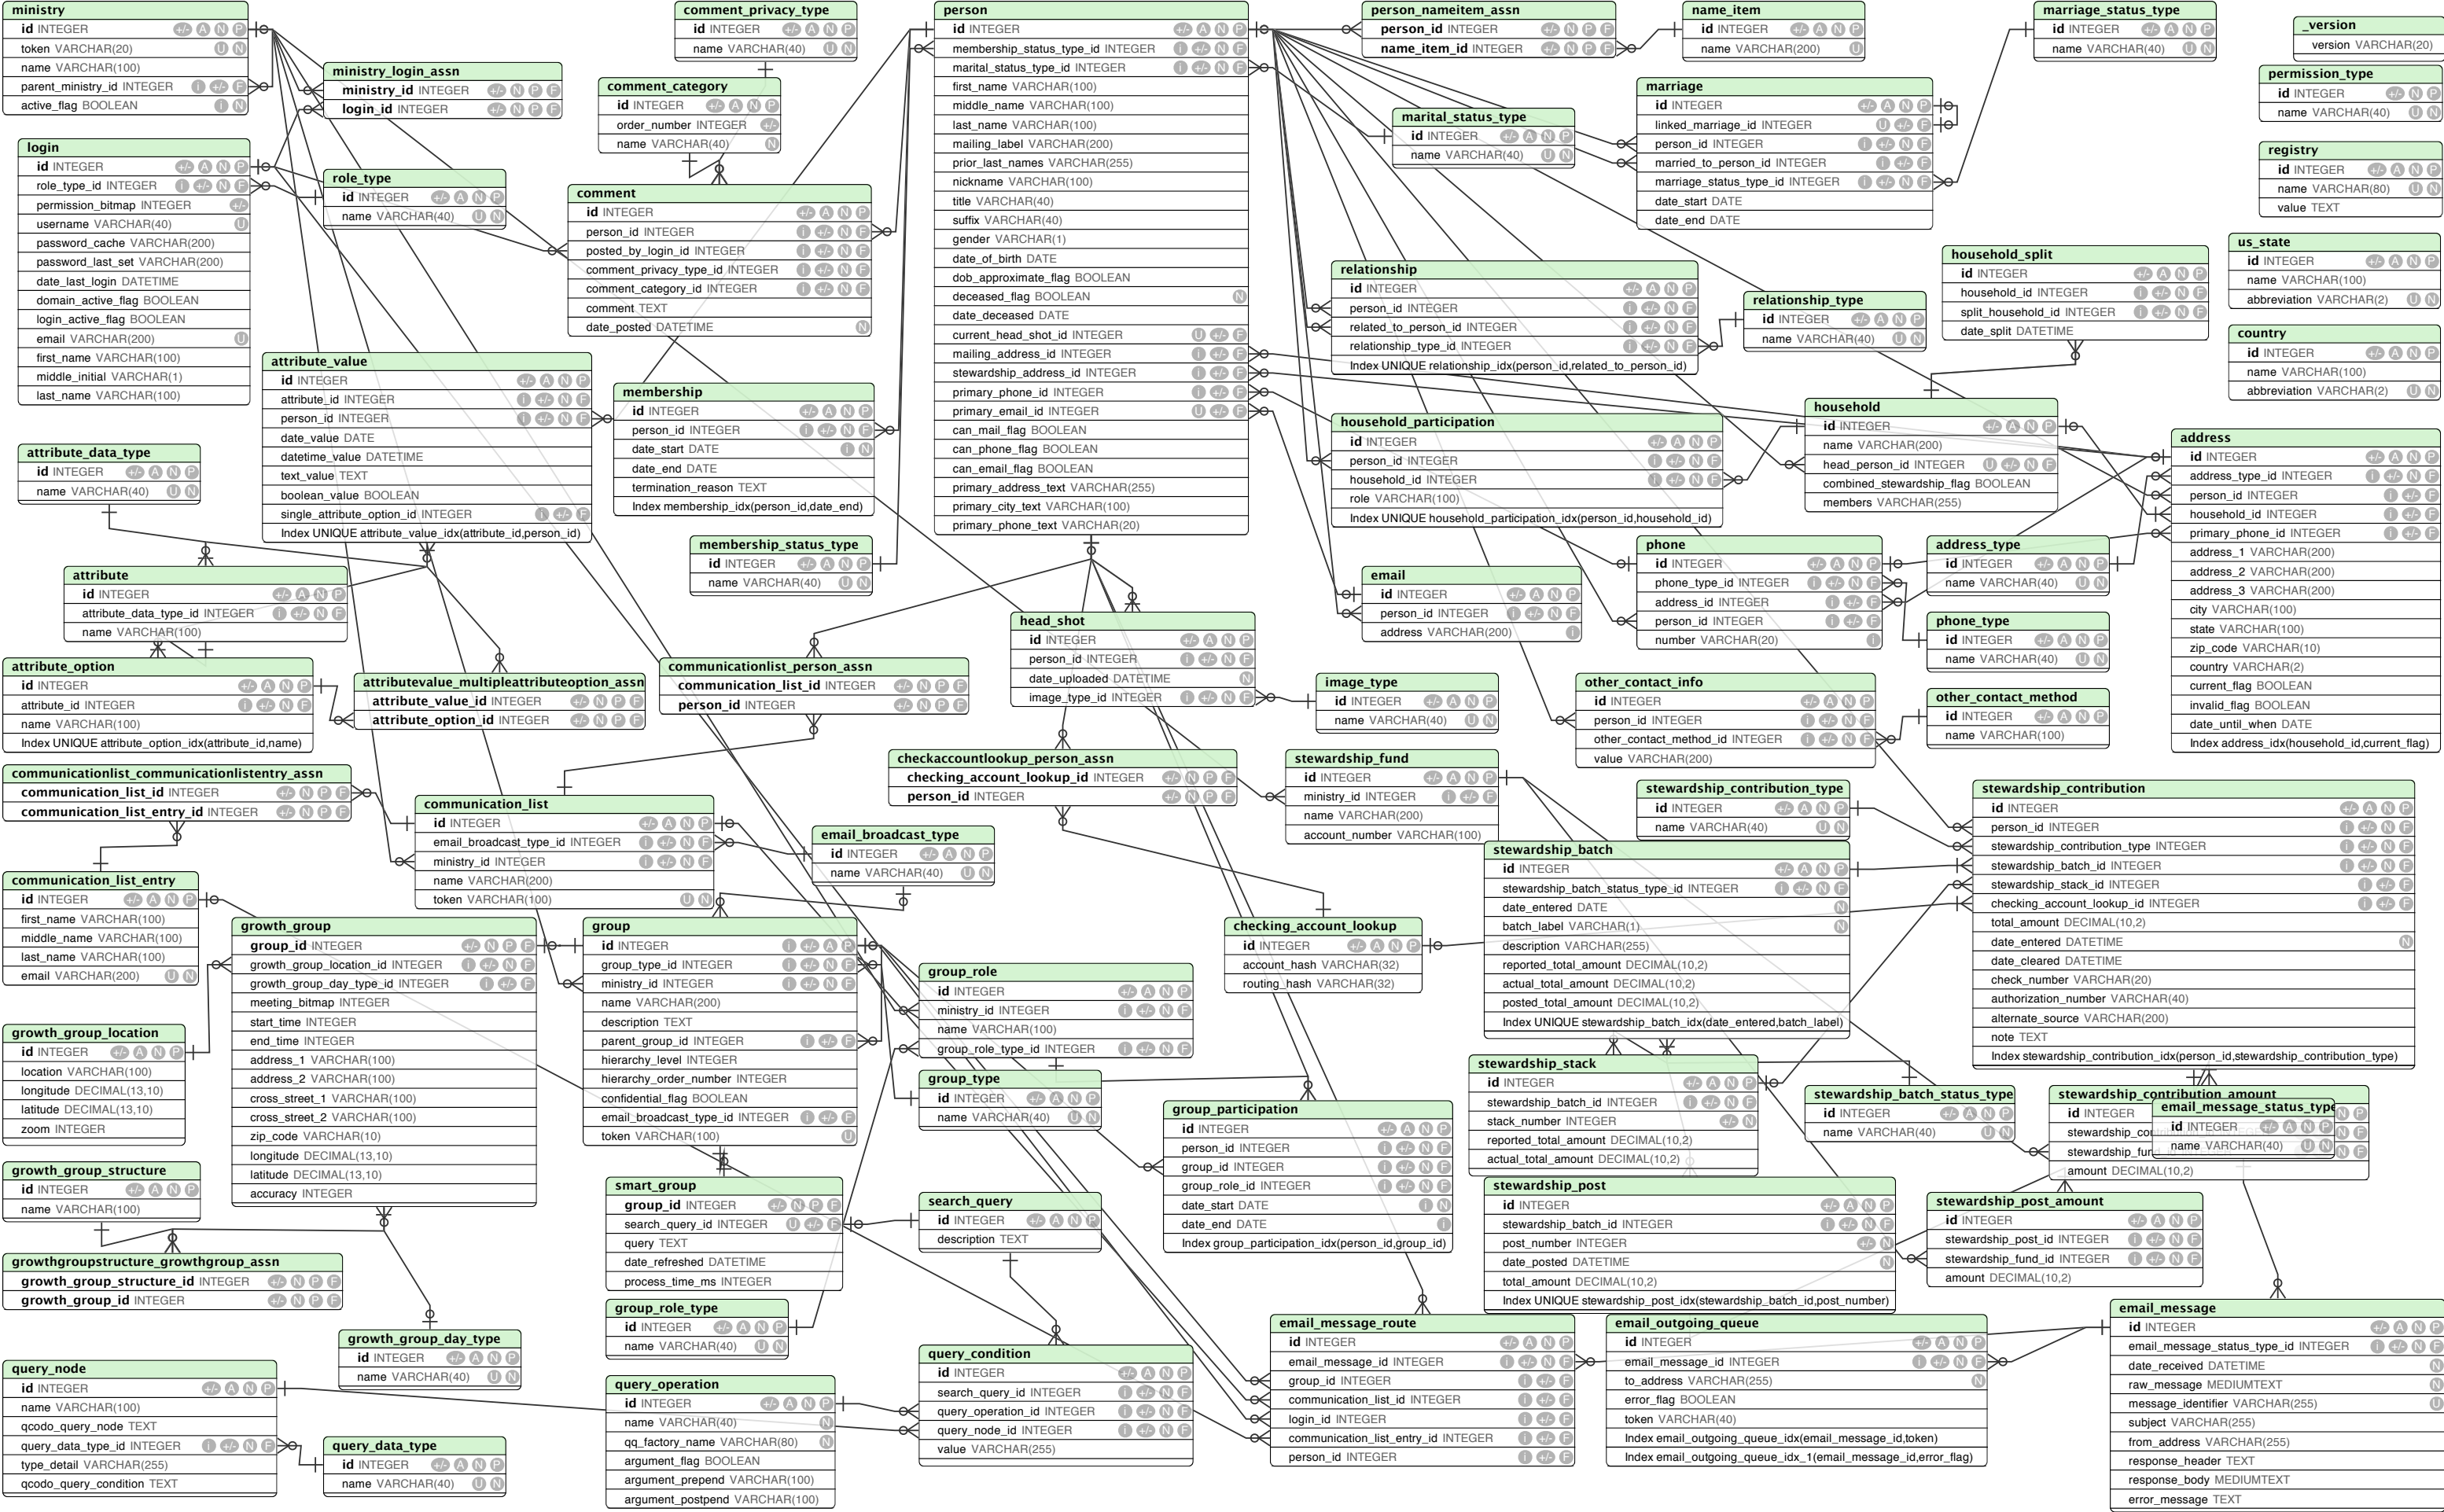 ministry
id INTEGER +/- A N P
token VARCHAR(20) U N
name VARCHAR(100)
parent_ministry_id INTEGER i +/- F
active_flag BOOLEAN i N
ministry_login_assn
ministry_id INTEGER +/- N P F
login_id INTEGER +/- N P F
comment_privacy_type
id INTEGER +/- A N P
name VARCHAR(40) U N
comment_category
id INTEGER +/- A N P
order_number INTEGER +/-
name VARCHAR(40) N
person
id INTEGER +/- A N P
membership_status_type_id INTEGER i +/- N F
marital_status_type_id INTEGER i +/- N F
first_name VARCHAR(100)
middle_name VARCHAR(100)
last_name VARCHAR(100)
mailing_label VARCHAR(200)
prior_last_names VARCHAR(255)
nickname VARCHAR(100)
title VARCHAR(40)
suffix VARCHAR(40)
gender VARCHAR(1)
date_of_birth DATE
dob_approximate_flag BOOLEAN
deceased_flag BOOLEAN N
date_deceased DATE
current_head_shot_id INTEGER U +/- F
mailing_address_id INTEGER i +/- F
stewardship_address_id INTEGER i +/- F
primary_phone_id INTEGER i +/- F
primary_email_id INTEGER U +/- F
can_mail_flag BOOLEAN
can_phone_flag BOOLEAN
can_email_flag BOOLEAN
primary_address_text VARCHAR(255)
primary_city_text VARCHAR(100)
primary_phone_text VARCHAR(20)
person_nameitem_assn
person_id INTEGER +/- N P F
name_item_id INTEGER +/- N P F
name_item
id INTEGER +/- A N P
name VARCHAR(200) U
marriage_status_type
id INTEGER +/- A N P
name VARCHAR(40) U N
_version
version VARCHAR(20)
permission_type
id INTEGER +/- N P
name VARCHAR(40) U N
marriage
id INTEGER +/- A N P
linked_marriage_id INTEGER U +/- F
person_id INTEGER i +/- N F
married_to_person_id INTEGER i +/- F
marriage_status_type_id INTEGER i +/- N F
date_start DATE
date_end DATE
marital_status_type
id INTEGER +/- A N P
name VARCHAR(40) U N
registry
id INTEGER +/- A N P
name VARCHAR(80) U N
value TEXT
login
id INTEGER +/- A N P
role_type_id INTEGER i +/- N F
permission_bitmap INTEGER +/-
username VARCHAR(40) U
password_cache VARCHAR(200)
password_last_set VARCHAR(200)
date_last_login DATETIME
domain_active_flag BOOLEAN
login_active_flag BOOLEAN
email VARCHAR(200) U
first_name VARCHAR(100)
middle_initial VARCHAR(1)
last_name VARCHAR(100)
role_type
id INTEGER +/- A N P
name VARCHAR(40) U N
comment
id INTEGER +/- A N P
person_id INTEGER i +/- N F
posted_by_login_id INTEGER i +/- N F
comment_privacy_type_id INTEGER i +/- N F
comment_category_id INTEGER i +/- N F
comment TEXT
date_posted DATETIME N
us_state
id INTEGER +/- A N P
name VARCHAR(100)
abbreviation VARCHAR(2) U N
household_split
id INTEGER +/- A N P
household_id INTEGER i +/- N F
split_household_id INTEGER i +/- N F
date_split DATETIME
relationship
id INTEGER +/- A N P
person_id INTEGER i +/- N F
related_to_person_id INTEGER i +/- N F
relationship_type_id INTEGER i +/- N F
Index UNIQUE relationship_idx(person_id,related_to_person_id)
relationship_type
id INTEGER +/- A N P
name VARCHAR(40) U N
country
id INTEGER +/- A N P
name VARCHAR(100)
abbreviation VARCHAR(2) U N
attribute_value
id INTEGER +/- A N P
attribute_id INTEGER i +/- N F
person_id INTEGER i +/- N F
date_value DATE
datetime_value DATETIME
text_value TEXT
boolean_value BOOLEAN
single_attribute_option_id INTEGER i +/- F
Index UNIQUE attribute_value_idx(attribute_id,person_id)
membership
id INTEGER +/- A N P
person_id INTEGER i +/- N F
date_start DATE i N
date_end DATE
termination_reason TEXT
Index membership_idx(person_id,date_end)
household
id INTEGER +/- A N P
name VARCHAR(200)
head_person_id INTEGER U +/- N F
combined_stewardship_flag BOOLEAN
members VARCHAR(255)
household_participation
id INTEGER +/- A N P
person_id INTEGER i +/- N F
household_id INTEGER i +/- N F
role VARCHAR(100)
Index UNIQUE household_participation_idx(person_id,household_id)
address
id INTEGER +/- A N P
address_type_id INTEGER i +/- N F
person_id INTEGER i +/- F
household_id INTEGER i +/- F
primary_phone_id INTEGER i +/- F
address_1 VARCHAR(200)
address_2 VARCHAR(200)
address_3 VARCHAR(200)
city VARCHAR(100)
state VARCHAR(100)
zip_code VARCHAR(10)
country VARCHAR(2)
current_flag BOOLEAN
invalid_flag BOOLEAN
date_until_when DATE
Index address_idx(household_id,current_flag)
attribute_data_type
id INTEGER +/- A N P
name VARCHAR(40) U N
membership_status_type
id INTEGER +/- A N P
name VARCHAR(40) U N
phone
id INTEGER +/- A N P
phone_type_id INTEGER i +/- N F
address_id INTEGER i +/- F
person_id INTEGER i +/- F
number VARCHAR(20) i
address_type
id INTEGER +/- A N P
name VARCHAR(40) U N
attribute
id INTEGER +/- A N P
attribute_data_type_id INTEGER i +/- N F
name VARCHAR(100)
email
id INTEGER +/- A N P
person_id INTEGER i +/- N F
address VARCHAR(200) i
head_shot
id INTEGER +/- A N P
person_id INTEGER i +/- N F
date_uploaded DATETIME N
image_type_id INTEGER i +/- N F
phone_type
id INTEGER +/- A N P
name VARCHAR(40) U N
attribute_option
id INTEGER +/- A N P
attribute_id INTEGER i +/- N F
name VARCHAR(100)
Index UNIQUE attribute_option_idx(attribute_id,name)
attributevalue_multipleattributeoption_assn
attribute_value_id INTEGER +/- N P F
attribute_option_id INTEGER +/- N P F
communicationlist_person_assn
communication_list_id INTEGER +/- N P F
person_id INTEGER +/- N P F
image_type
id INTEGER +/- A N P
name VARCHAR(40) U N
other_contact_info
id INTEGER +/- A N P
person_id INTEGER i +/- N F
other_contact_method_id INTEGER i +/- N F
value VARCHAR(200)
other_contact_method
id INTEGER +/- A N P
name VARCHAR(100)
communicationlist_communicationlistentry_assn
communication_list_id INTEGER +/- N P F
communication_list_entry_id INTEGER +/- N P F
checkaccountlookup_person_assn
checking_account_lookup_id INTEGER +/- N P F
person_id INTEGER +/- N P F
stewardship_fund
id INTEGER +/- A N P
ministry_id INTEGER i +/- F
name VARCHAR(200)
account_number VARCHAR(100)
stewardship_contribution_type
id INTEGER +/- A N P
name VARCHAR(40) U N
stewardship_contribution
id INTEGER +/- A N P
person_id INTEGER i +/- N F
stewardship_contribution_type INTEGER i +/- N F
stewardship_batch_id INTEGER i +/- N F
stewardship_stack_id INTEGER i +/- F
checking_account_lookup_id INTEGER i +/- F
total_amount DECIMAL(10,2)
date_entered DATETIME N
date_cleared DATETIME
check_number VARCHAR(20)
authorization_number VARCHAR(40)
alternate_source VARCHAR(200)
note TEXT
Index stewardship_contribution_idx(person_id,stewardship_contribution_type)
communication_list
id INTEGER +/- A N P
email_broadcast_type_id INTEGER i +/- N F
ministry_id INTEGER i +/- N F
name VARCHAR(200)
token VARCHAR(100) U N
email_broadcast_type
id INTEGER +/- A N P
name VARCHAR(40) U N
stewardship_batch
id INTEGER +/- A N P
stewardship_batch_status_type_id INTEGER i +/- N F
date_entered DATE N
batch_label VARCHAR(1) N
description VARCHAR(255)
reported_total_amount DECIMAL(10,2)
actual_total_amount DECIMAL(10,2)
posted_total_amount DECIMAL(10,2)
Index UNIQUE stewardship_batch_idx(date_entered,batch_label)
communication_list_entry
id INTEGER +/- A N P
first_name VARCHAR(100)
middle_name VARCHAR(100)
last_name VARCHAR(100)
email VARCHAR(200) U N
growth_group
group_id INTEGER +/- N P F
growth_group_location_id INTEGER i +/- N F
growth_group_day_type_id INTEGER i +/- F
meeting_bitmap INTEGER
start_time INTEGER
end_time INTEGER
address_1 VARCHAR(100)
address_2 VARCHAR(100)
cross_street_1 VARCHAR(100)
cross_street_2 VARCHAR(100)
zip_code VARCHAR(10)
longitude DECIMAL(13,10)
latitude DECIMAL(13,10)
accuracy INTEGER
group
id INTEGER i +/- A P
group_type_id INTEGER i +/- N F
ministry_id INTEGER i +/- N F
name VARCHAR(200)
description TEXT
parent_group_id INTEGER i +/- F
hierarchy_level INTEGER
hierarchy_order_number INTEGER
confidential_flag BOOLEAN
email_broadcast_type_id INTEGER i +/- F
token VARCHAR(100) U
checking_account_lookup
id INTEGER +/- A N P
account_hash VARCHAR(32)
routing_hash VARCHAR(32)
group_role
id INTEGER +/- A N P
ministry_id INTEGER i +/- N F
name VARCHAR(100)
group_role_type_id INTEGER i +/- N F
growth_group_location
id INTEGER +/- A N P
location VARCHAR(100)
longitude DECIMAL(13,10)
latitude DECIMAL(13,10)
zoom INTEGER
group_type
id INTEGER +/- A N P
name VARCHAR(40) U N
stewardship_stack
id INTEGER +/- A N P
stewardship_batch_id INTEGER i +/- N F
stack_number INTEGER +/- N
reported_total_amount DECIMAL(10,2)
actual_total_amount DECIMAL(10,2)
stewardship_batch_status_type
id INTEGER +/- A N P
name VARCHAR(40) U N
stewardship_contribution_amount
id INTEGER N P
stewardship_con N F
stewardship_fun N F
amount DECIMAL(10,2)
email_message_status_type
id INTEGER +/- A N P
name VARCHAR(40) U N
group_participation
id INTEGER +/- A N P
person_id INTEGER i +/- N F
group_id INTEGER i +/- N F
group_role_id INTEGER i +/- N F
date_start DATE i N
date_end DATE i
Index group_participation_idx(person_id,group_id)
growth_group_structure
id INTEGER +/- A N P
name VARCHAR(100)
smart_group
group_id INTEGER +/- N P F
search_query_id INTEGER U +/- F
query TEXT
date_refreshed DATETIME
process_time_ms INTEGER
search_query
id INTEGER +/- A N P
description TEXT
stewardship_post
id INTEGER +/- A N P
stewardship_batch_id INTEGER i +/- N F
post_number INTEGER +/- N
date_posted DATETIME N
total_amount DECIMAL(10,2)
Index UNIQUE stewardship_post_idx(stewardship_batch_id,post_number)
stewardship_post_amount
id INTEGER +/- A N P
stewardship_post_id INTEGER i +/- N F
stewardship_fund_id INTEGER i +/- N F
amount DECIMAL(10,2)
growthgroupstructure_growthgroup_assn
growth_group_structure_id INTEGER +/- N P F
growth_group_id INTEGER +/- N P F
group_role_type
id INTEGER +/- A N P
name VARCHAR(40) U N
growth_group_day_type
id INTEGER +/- A N P
name VARCHAR(40) U N
email_message_route
id INTEGER +/- A N P
email_message_id INTEGER i +/- N F
group_id INTEGER i +/- F
communication_list_id INTEGER i +/- F
login_id INTEGER i +/- F
communication_list_entry_id INTEGER i +/- F
person_id INTEGER i +/- F
email_outgoing_queue
id INTEGER +/- A N P
email_message_id INTEGER i +/- N F
to_address VARCHAR(255) N
error_flag BOOLEAN
token VARCHAR(40)
Index email_outgoing_queue_idx(email_message_id,token)
Index email_outgoing_queue_idx_1(email_message_id,error_flag)
email_message
id INTEGER +/- A N P
email_message_status_type_id INTEGER i +/- N F
date_received DATETIME N
raw_message MEDIUMTEXT N
message_identifier VARCHAR(255) U
subject VARCHAR(255)
from_address VARCHAR(255)
response_header TEXT
response_body MEDIUMTEXT
error_message TEXT
query_node
id INTEGER +/- A N P
name VARCHAR(100)
qcodo_query_node TEXT
query_data_type_id INTEGER i +/- N F
type_detail VARCHAR(255)
qcodo_query_condition TEXT
query_data_type
id INTEGER +/- A N P
name VARCHAR(40) U N
query_operation
id INTEGER +/- A N P
name VARCHAR(40) N
qq_factory_name VARCHAR(80) N
argument_flag BOOLEAN
argument_prepend VARCHAR(100)
argument_postpend VARCHAR(100)
query_condition
id INTEGER +/- A N P
search_query_id INTEGER i +/- N F
query_operation_id INTEGER i +/- N F
query_node_id INTEGER i +/- N F
value VARCHAR(255)